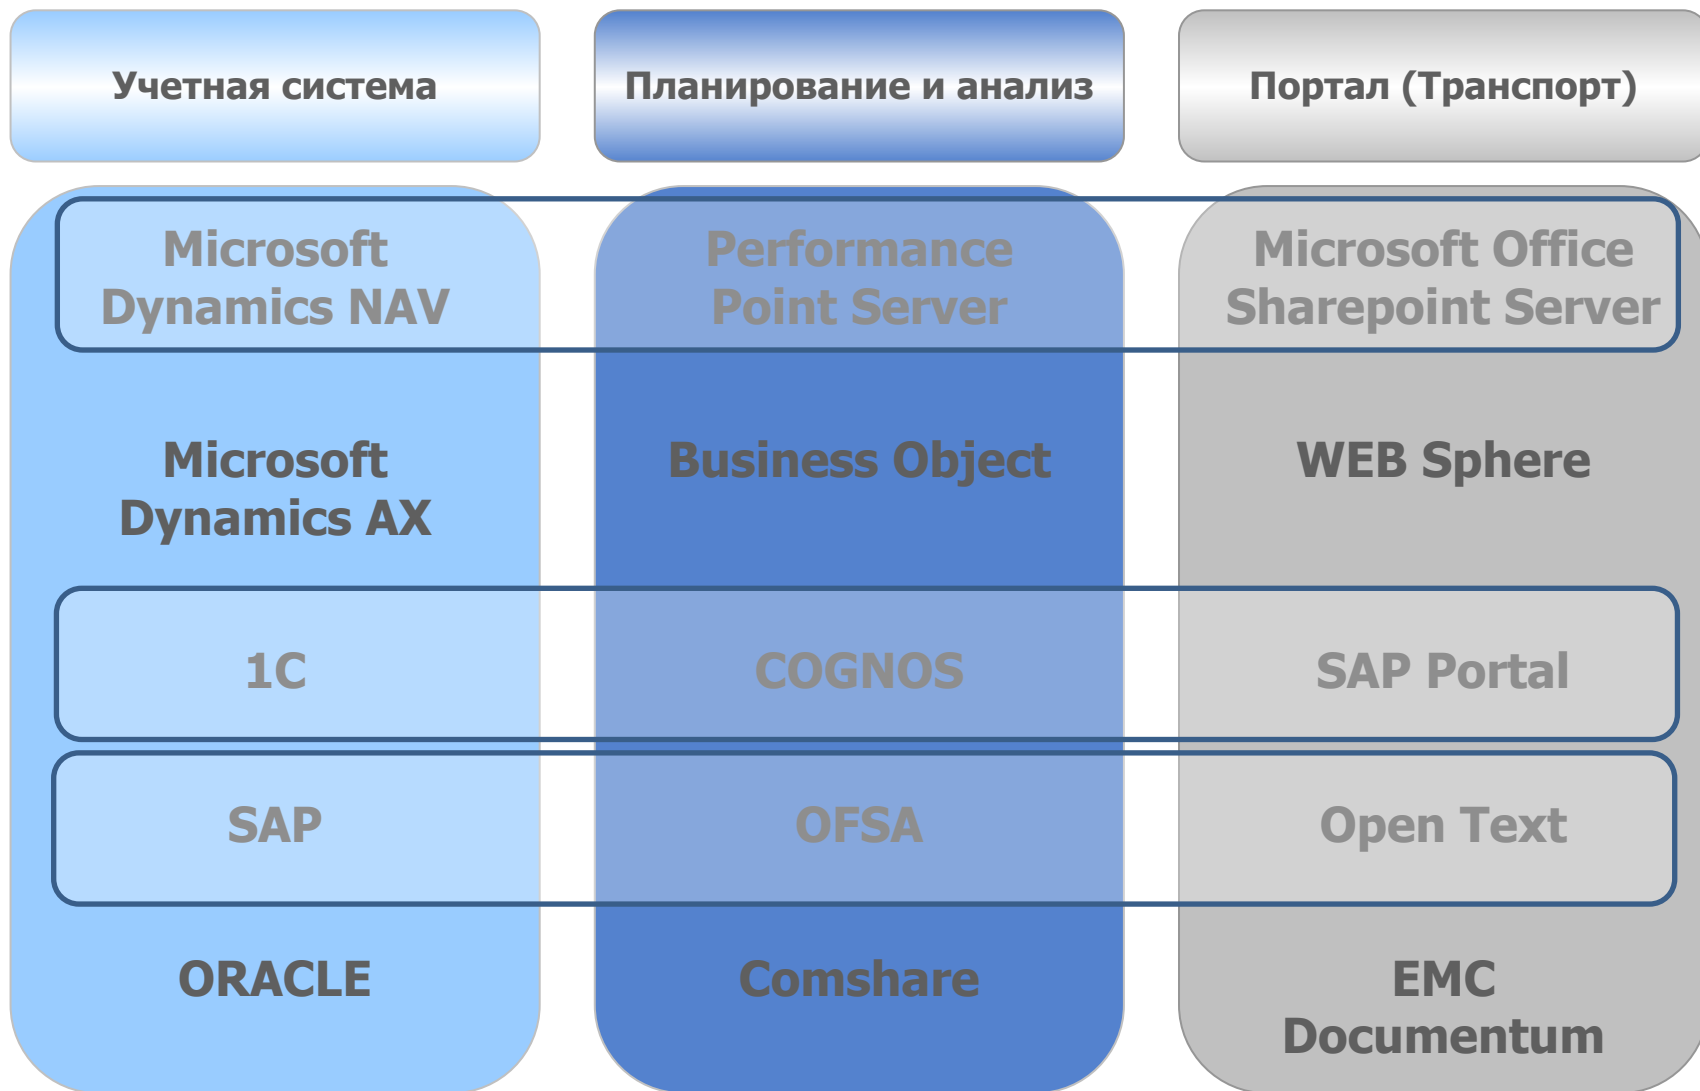 Учетная система
Планирование и анализ
Портал (Транспорт)
Microsoft
Dynamics NAV
Performance
Point Server
Microsoft Office
Sharepoint Server
Microsoft
Dynamics AX
Business Object
WEB Sphere
1C
COGNOS
SAP Portal
SAP
OFSA
Open Text
ORACLE
Comshare
EMC
Documentum